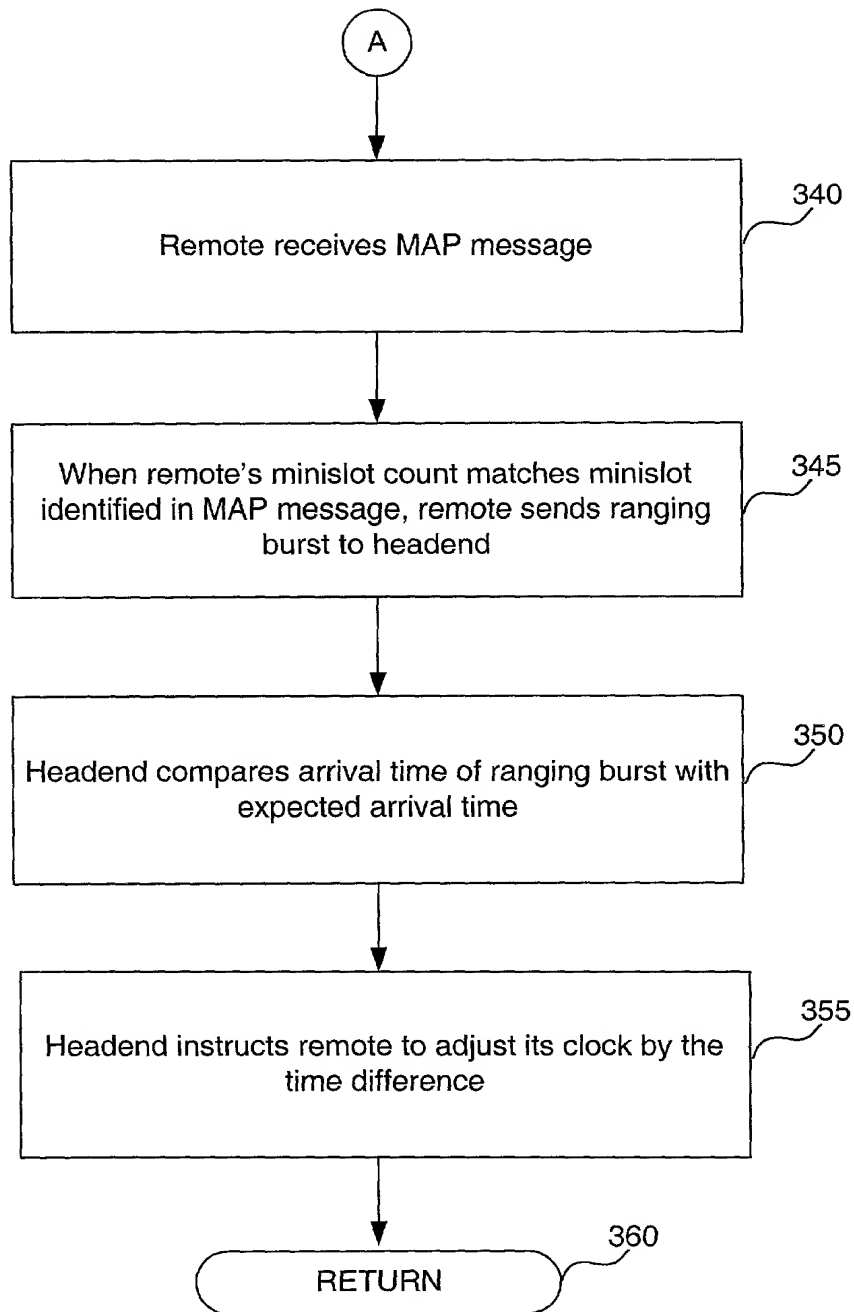 A
340
Remote receives MAP message
345
When remote's minislot count matches minislot
identified in MAP message, remote sends ranging
burst to headend
350
Headend compares arrival time of ranging burst with
expected arrival time
355
Headend instructs remote to adjust its clock by the
time difference
360
RETURN